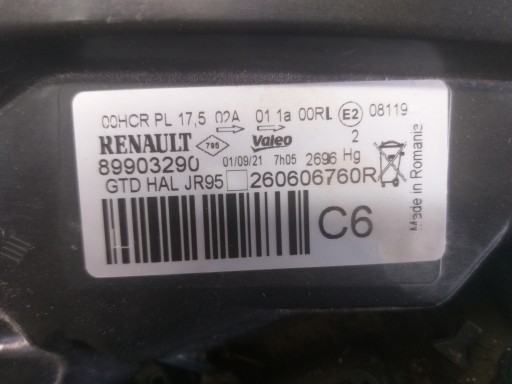 00HCR PL 17,5 02A 01 1a 00RL E2 08119
RENAULT 795 Valeo 2
89903290 01/09/21 7h05 2696 Hg
GTD HAL JR95 260606760R
C6
Made in Romania